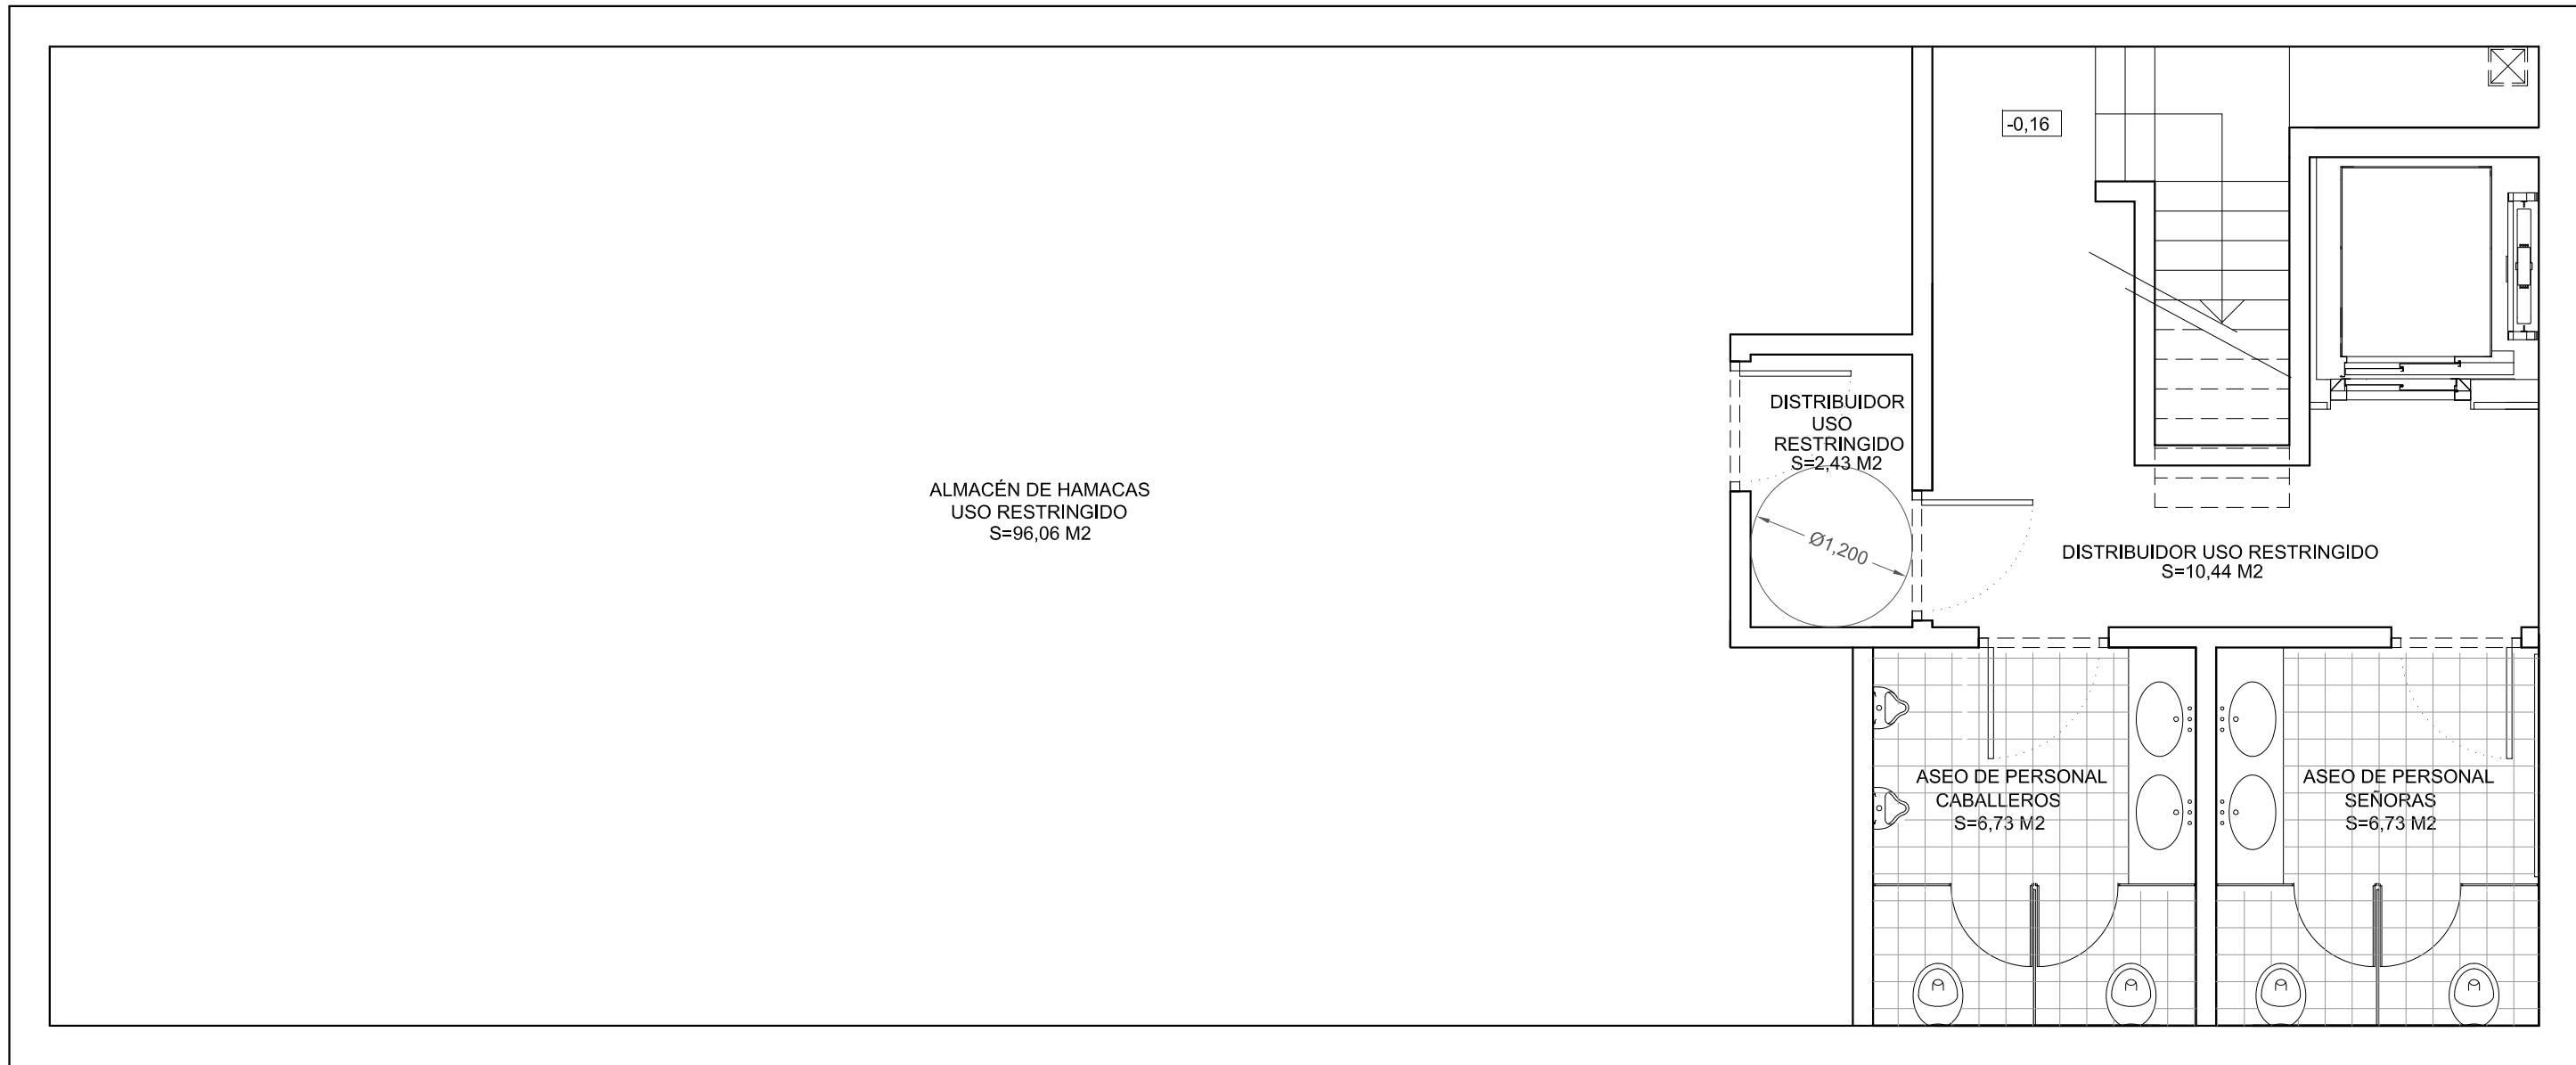 -0,16
DISTRIBUIDOR
USO
RESTRINGIDO
S=2,43 M2
ALMACÉN DE HAMACAS
USO RESTRINGIDO
S=96,06 M2
Ø1,200
DISTRIBUIDOR USO RESTRINGIDO
S=10,44 M2
ASEO DE PERSONAL
CABALLEROS
S=6,73 M2
ASEO DE PERSONAL
SEÑORAS
S=6,73 M2